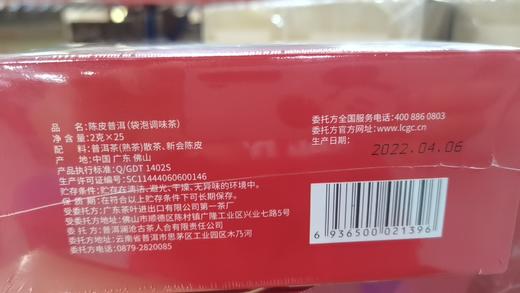 品　名：陈皮普洱(袋泡调味茶)
净含量：2克×25
配　料：普洱茶(熟茶)散茶、新会陈皮
产　地：中国 广东 佛山
产品执行标准：Q/GDT 1402S
生产许可证编号：SC11444060600146
贮存条件：贮存在清洁、避光、干燥、无异味的环境中。
保 质 期：在符合以上贮存条件下可长期保存。
受委托方：广东茶叶进出口有限公司第一茶厂
受委托方地址：佛山市顺德区陈村镇广隆工业区兴业七路5号
委 托 方：普洱澜沧古茶人合有限责任公司
委托方地址：云南省普洱市思茅区工业园区木乃河
委托方电话：0879-2820085
委托方全国服务电话：400 886 0803
委托方官方网址：www.lcgc.cn
生产日期：
2022.04.06
6 936500 021396